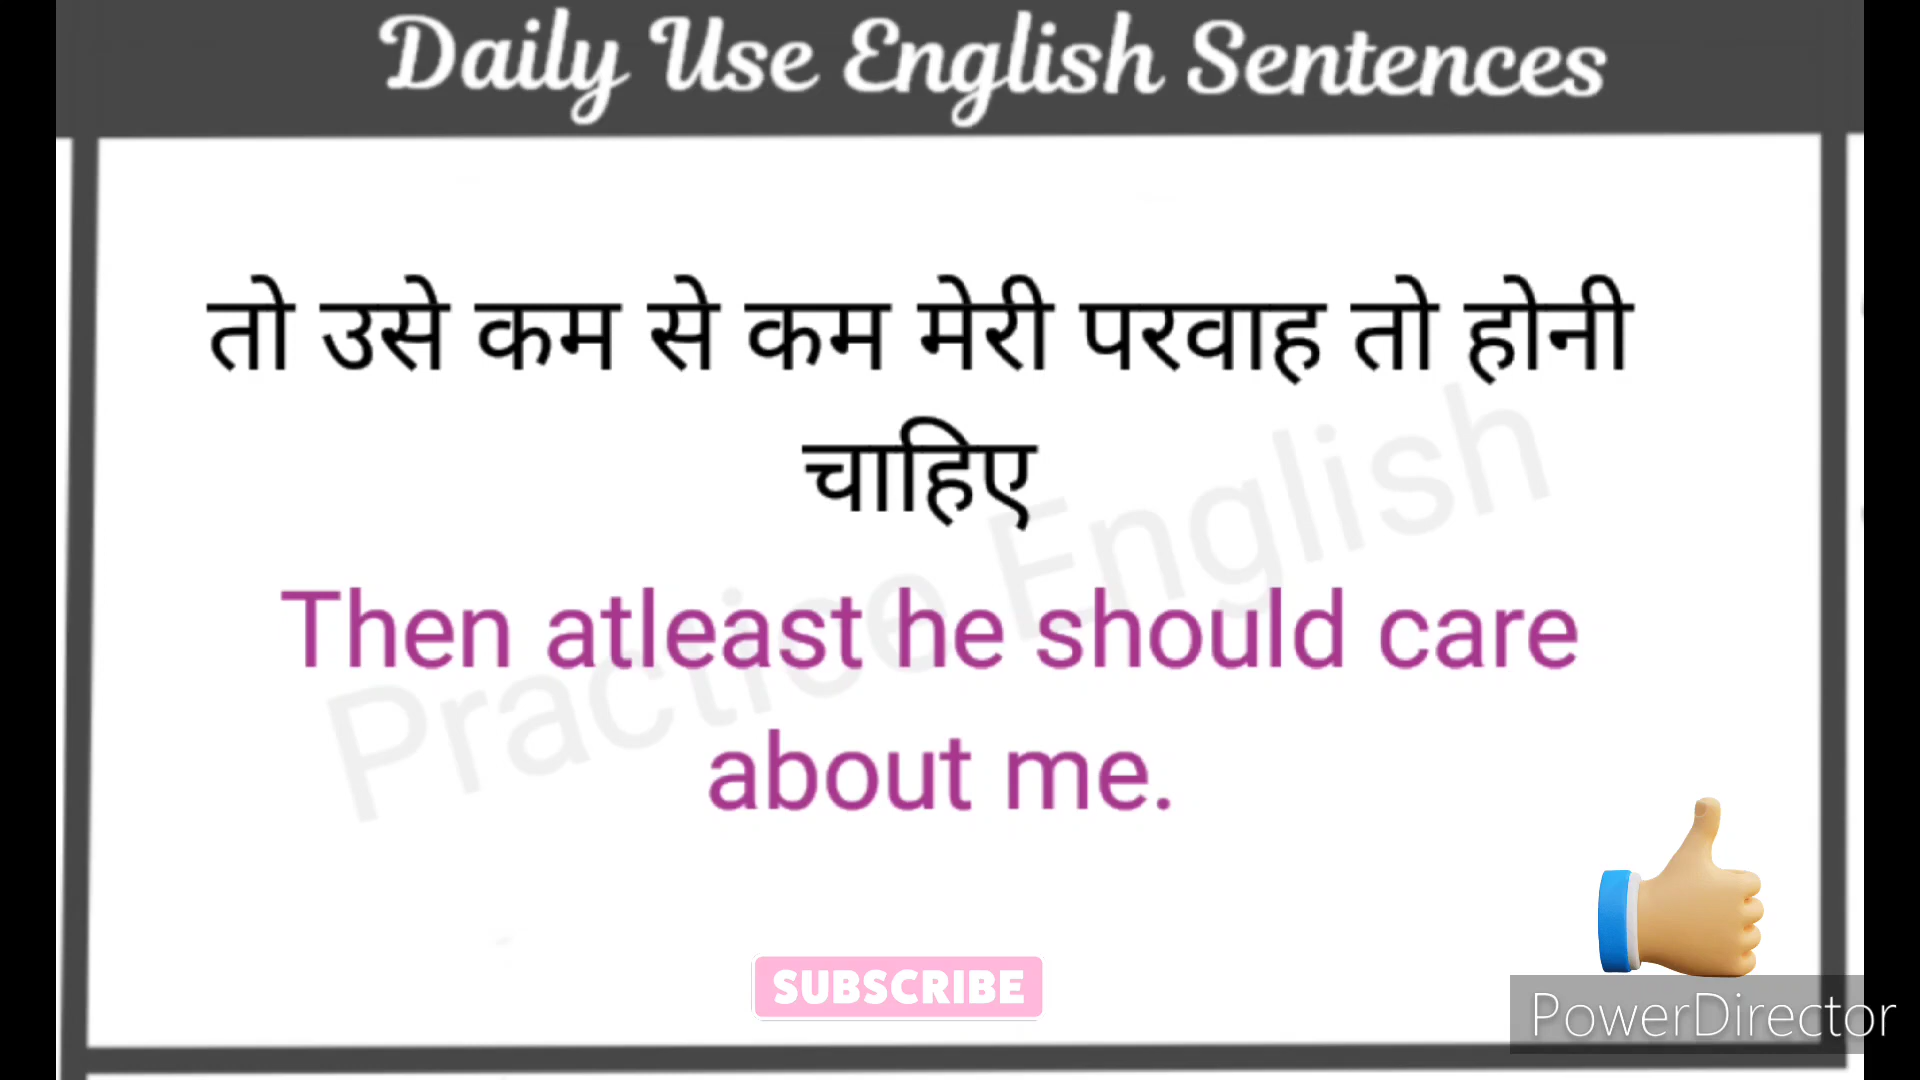 Daily Use English Sentences
तो उसे कम से कम मेरी परवाह तो होनी
चाहिए
Practice English
Then atleast he should care
about me.
SUBSCRIBE
PowerDirector